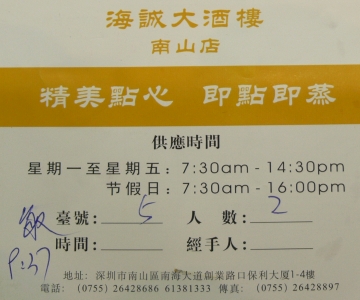 海誠大酒樓
南山店
精美點心 即點即蒸
供應時間
星期一至星期五：7:30am - 14:30pm
节假日：7:30am - 16:00pm
臺號：5 人數：2
時間： 經手人：
9:37
地址：深圳市南山區南海大道創業路口保利大廈1-4樓
電話：(0755) 26428686 61381333 傳真：(0755) 26428897